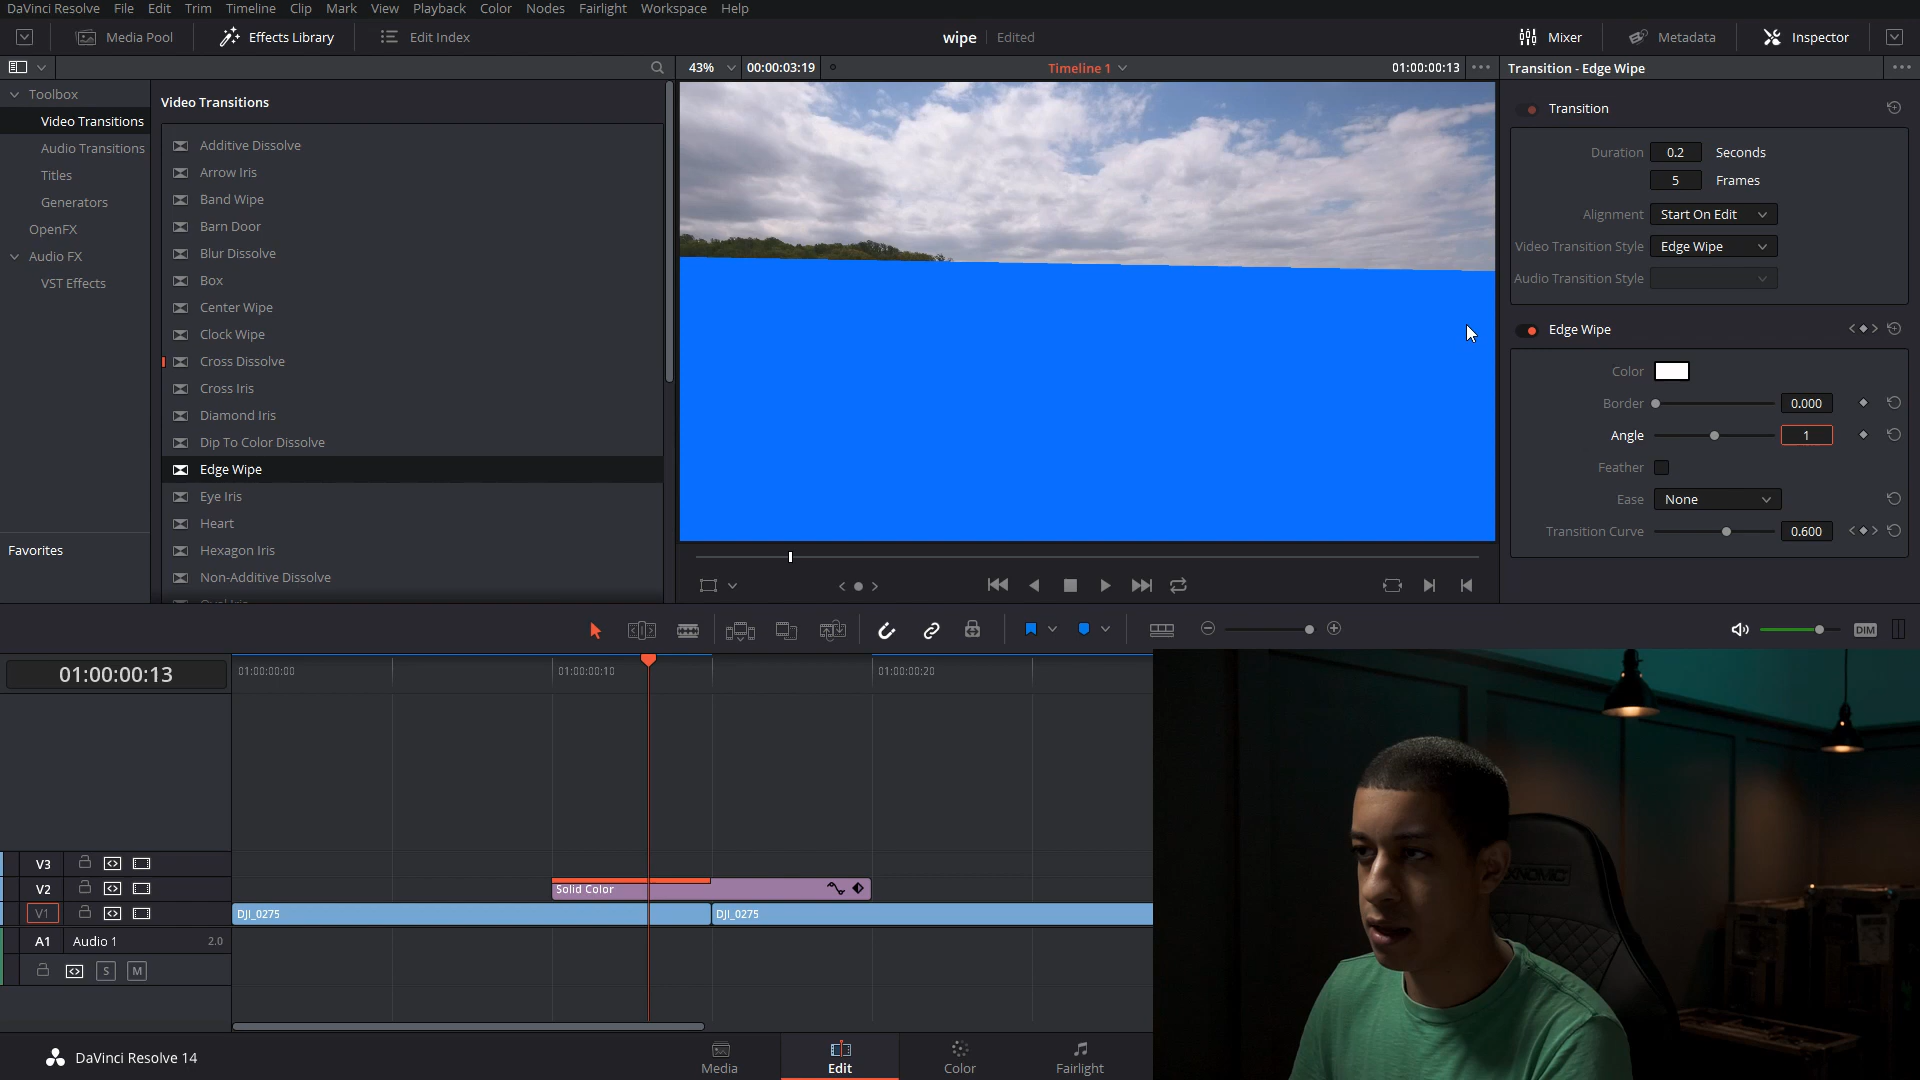 DaVinci Resolve File Edit Trim Timeline Clip Mark View Playback Color Nodes Fairlight Workspace Help
Media Pool Effects Library Edit Index wipe Edited Mixer Metadata Inspector
43% 00:00:03:19 Timeline 1 01:00:00:13 Transition - Edge Wipe
Toolbox
Video Transitions
Audio Transitions
Titles
Generators
OpenFX
Audio FX
VST Effects
Favorites
Video Transitions
Additive Dissolve
Arrow Iris
Band Wipe
Barn Door
Blur Dissolve
Box
Center Wipe
Clock Wipe
Cross Dissolve
Cross Iris
Diamond Iris
Dip To Color Dissolve
Edge Wipe
Eye Iris
Heart
Hexagon Iris
Non-Additive Dissolve
Transition
Duration 0.2 Seconds
5 Frames
Alignment Start On Edit
Video Transition Style Edge Wipe
Audio Transition Style
Edge Wipe
Color
Border 0.000
Angle 1
Feather
Ease None
Transition Curve 0.600
DIM
01:00:00:13 01:00:00:00 01:00:00:10 01:00:00:20
V3
V2 Solid Color
V1 DJI_0275 DJI_0275
A1 Audio 1 2.0
S M
DaVinci Resolve 14 Media Edit Color Fairlight